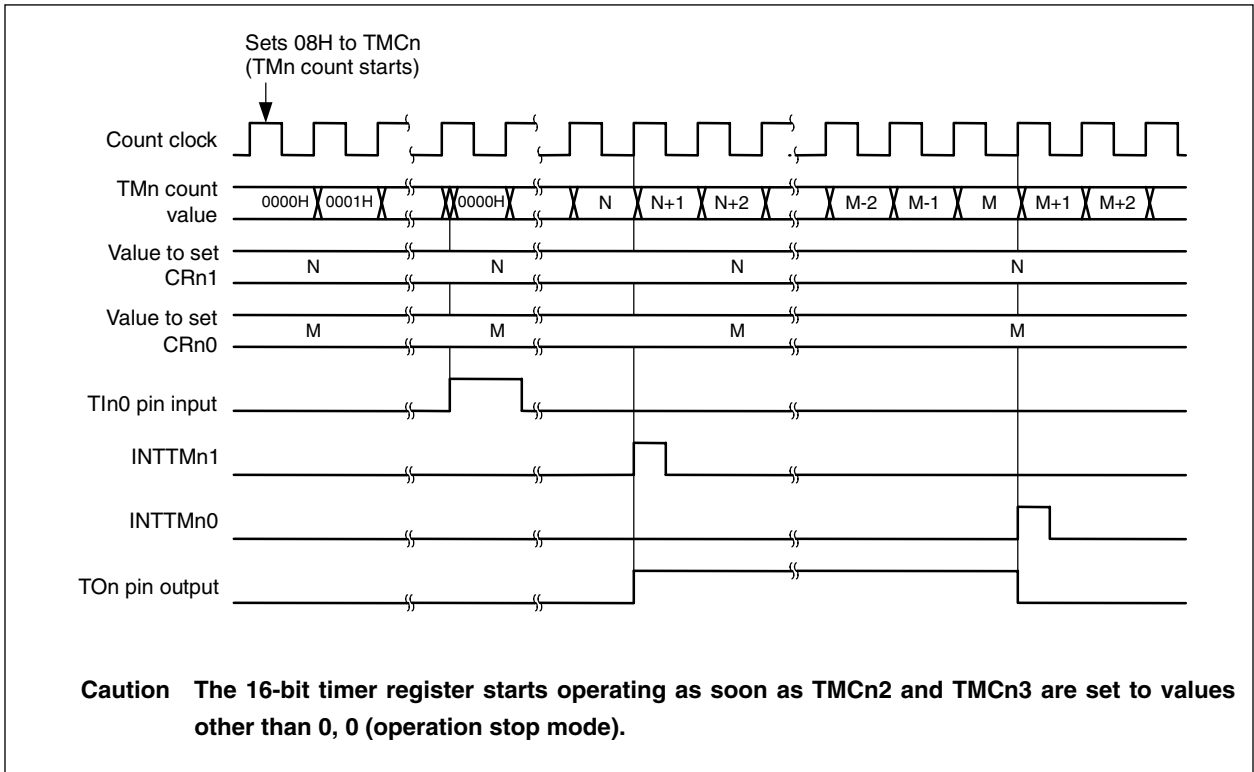 Sets 08H to TMCn
(TMn count starts)
Count clock
TMn count
value
0000H 0001H 0000H N N+1 N+2 M-2 M-1 M M+1 M+2
Value to set
CRn1
N N N N
Value to set
CRn0
M M M M
TIn0 pin input
INTTMn1
INTTMn0
TOn pin output
Caution The 16-bit timer register starts operating as soon as TMCn2 and TMCn3 are set to values
other than 0, 0 (operation stop mode).